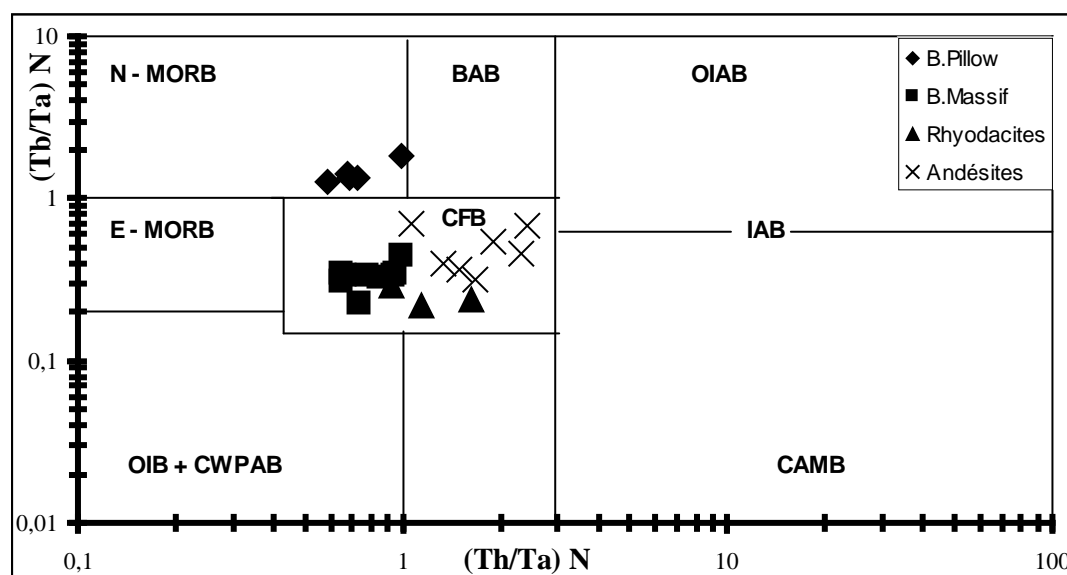 10
N - MORB
BAB
OIAB
B.Pillow
B.Massif
Rhyodacites
Andésites
(Tb/Ta) N
1
E - MORB
CFB
IAB
0,1
OIB + CWPAB
CAMB
0,01
0,1
1
(Th/Ta) N
10
100